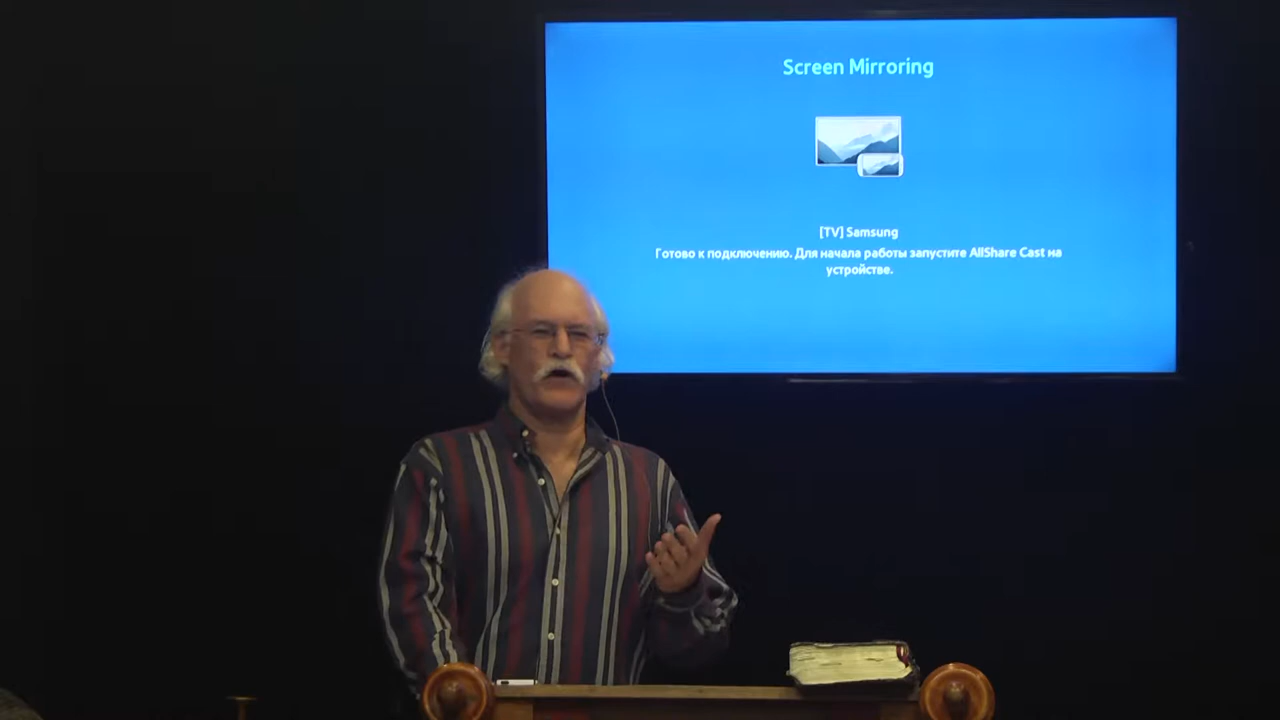 Screen Mirroring
[TV] Samsung
Готово к подключению. Для начала работы запустите AllShare Cast на
устройстве.